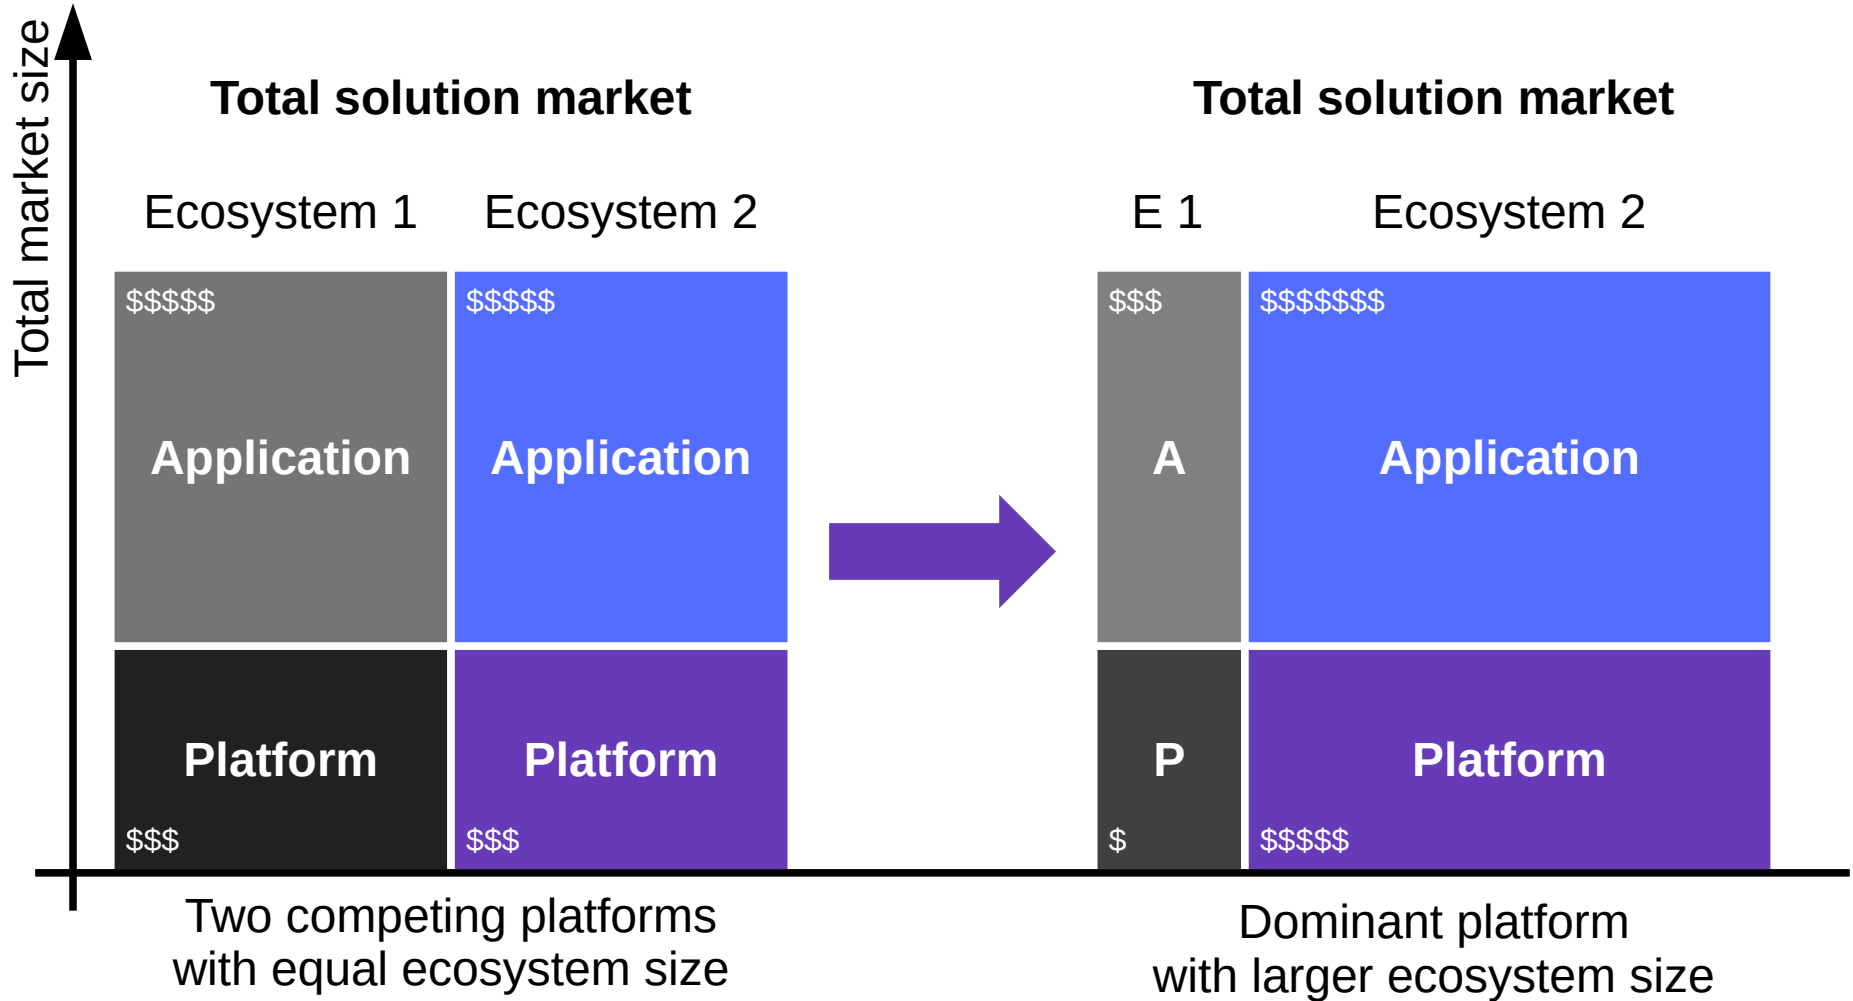 Total market size
Total solution market
Ecosystem 1
Ecosystem 2
$$$$$
Application
$$$$$
Application
Platform
$$$
Platform
$$$
Two competing platforms
with equal ecosystem size
Total solution market
E 1
Ecosystem 2
$$$
A
$$$$$$$
Application
P
$
Platform
$$$$$
Dominant platform
with larger ecosystem size